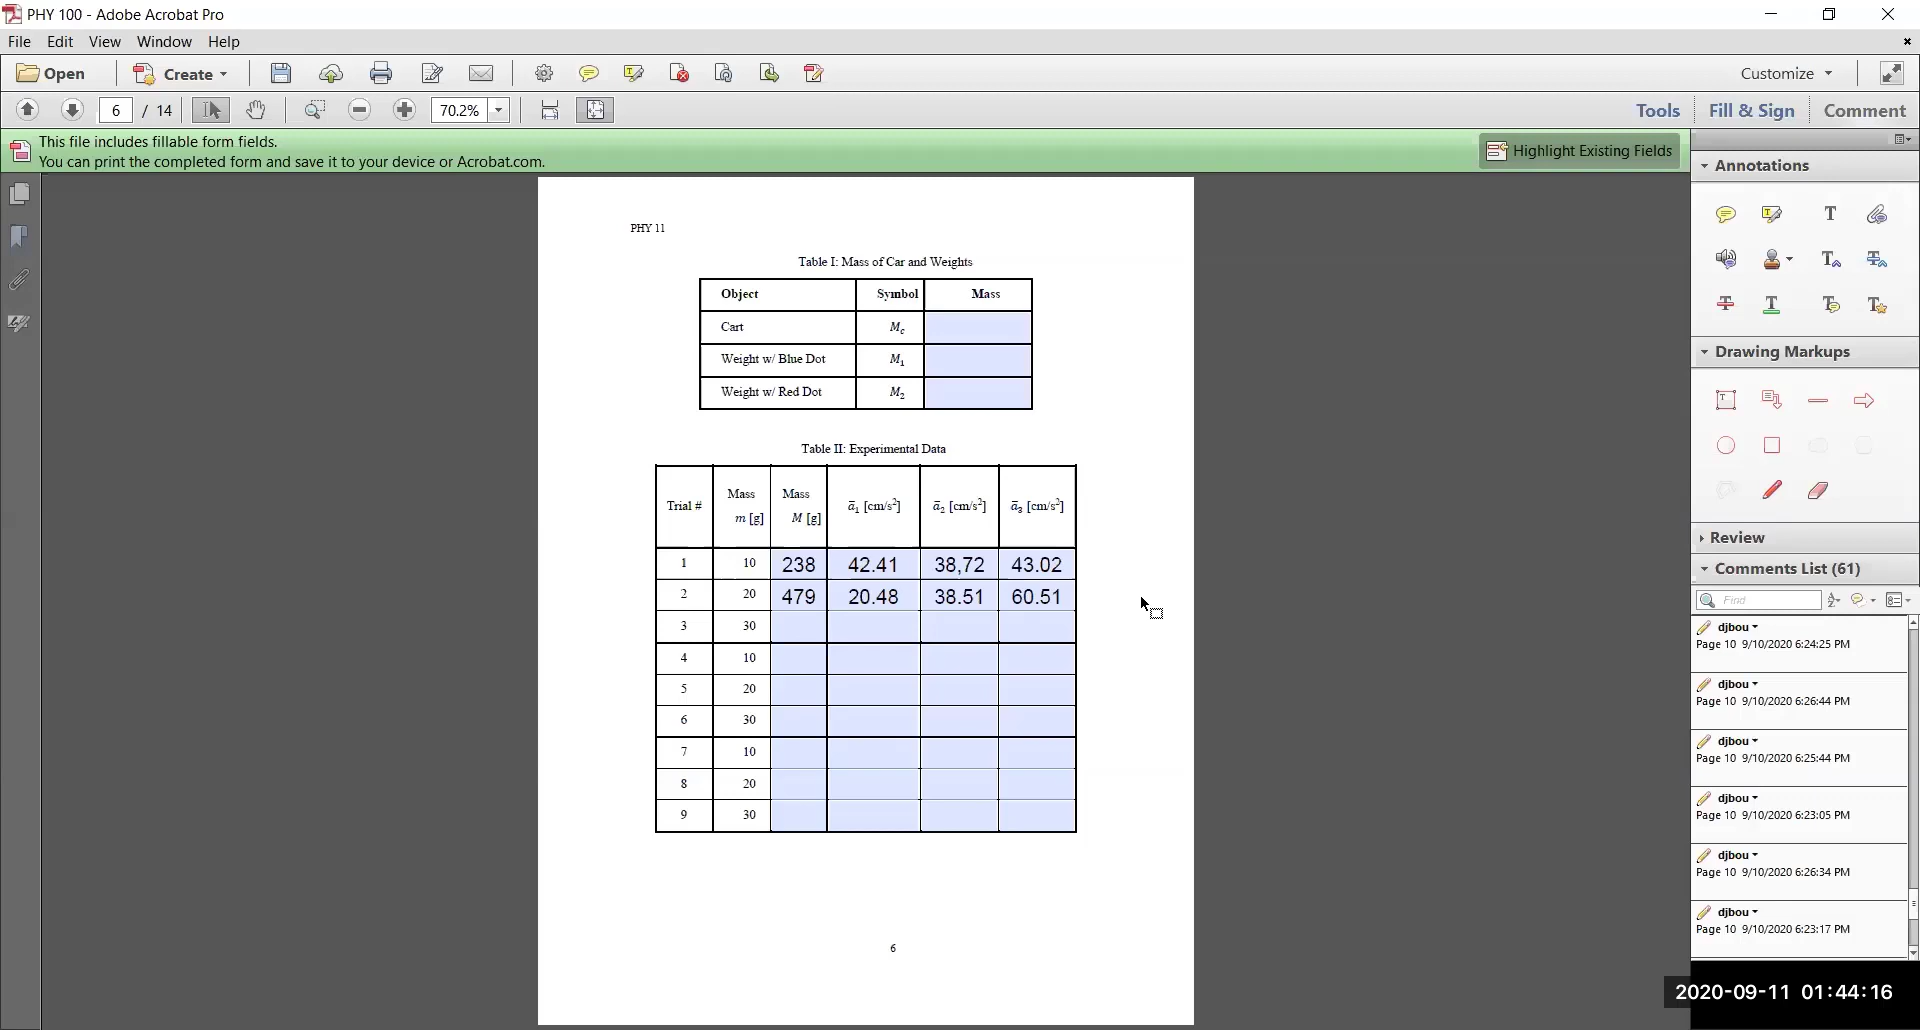 PHY 100 - Adobe Acrobat Pro
File Edit View Window Help
Open Create Customize
6 / 14 70.2% Tools Fill & Sign Comment
This file includes fillable form fields.
You can print the completed form and save it to your device or Acrobat.com.
Highlight Existing Fields
PHY 11
Table I: Mass of Car and Weights
Object Symbol Mass
Cart Mc
Weight w/ Blue Dot M1
Weight w/ Red Dot M2
Table II: Experimental Data
Trial # Mass m [g] Mass M [g] ā₁ [cm/s²] ā₂ [cm/s²] ā₃ [cm/s²]
1 10 238 42.41 38,72 43.02
2 20 479 20.48 38.51 60.51
3 30
4 10
5 20
6 30
7 10
8 20
9 30
6
Annotations
Drawing Markups
Review
Comments List (61)
Find
djbou
Page 10 9/10/2020 6:24:25 PM
djbou
Page 10 9/10/2020 6:26:44 PM
djbou
Page 10 9/10/2020 6:25:44 PM
djbou
Page 10 9/10/2020 6:23:05 PM
djbou
Page 10 9/10/2020 6:26:34 PM
djbou
Page 10 9/10/2020 6:23:17 PM
2020-09-11 01:44:16